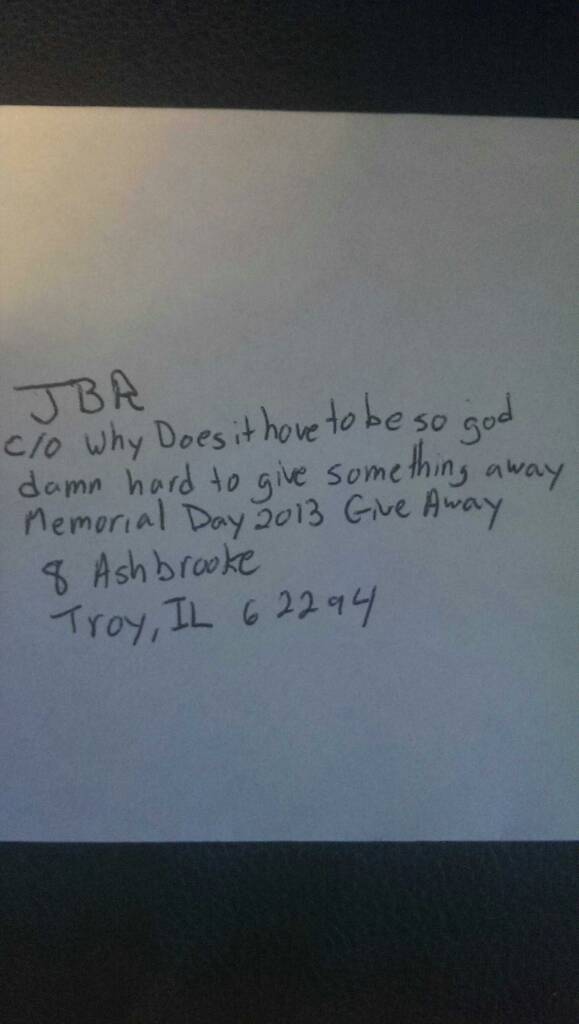 JBR
c/o Why Does it have to be so god
damn hard to give something away
Memorial Day 2013 Give Away
8 Ashbrooke
Troy, IL 62294